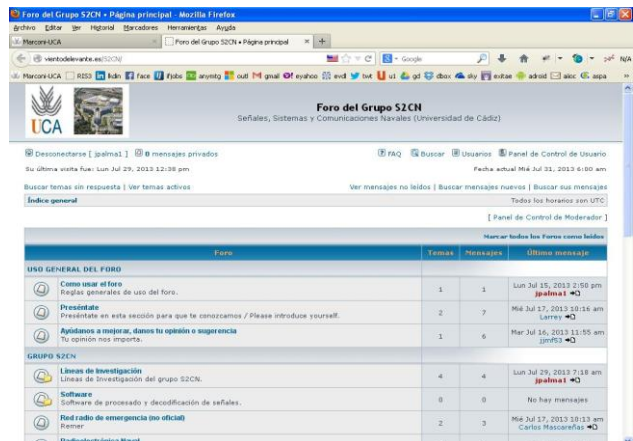 Foro del Grupo S2CN • Página principal - Mozilla Firefox
Archivo Editar Ver Historial Marcadores Herramientas Ayuda
Marconi-UCA
Foro del Grupo S2CN • Página principal
vientodelevante.es/S2CN/
Google
N/A
Marconi-UCA
UCA
Foro del Grupo S2CN
Señales, Sistemas y Comunicaciones Navales (Universidad de Cádiz)
Desconectarse [ jpalma1 ] 0 mensajes privados
FAQ Buscar Usuarios Panel de Control de Usuario
Su última visita fue: Lun Jul 29, 2013 12:38 pm
Fecha actual Mié Jul 31, 2013 6:00 am
Buscar temas sin respuesta | Ver temas activos
Ver mensajes no leídos | Buscar mensajes nuevos | Buscar sus mensajes
Índice general
Todos los horarios son UTC
[ Panel de Control de Moderador ]
Marcar todos los Foros como leídos
Foro Temas Mensajes Último mensaje
USO GENERAL DEL FORO
Como usar el foro
Reglas generales de uso del foro.
1 1
Lun Jul 15, 2013 2:50 pm
jpalma1
Preséntate
Preséntate en esta sección para que te conozcamos / Please introduce yourself.
2 7
Mié Jul 17, 2013 10:16 am
Larrey
Ayúdanos a mejorar, danos tu opinión o sugerencia
Tu opinión nos importa.
1 6
Mar Jul 16, 2013 11:55 am
jjmf53
GRUPO S2CN
Líneas de Investigación
Líneas de Investigación del grupo S2CN.
4 4
Lun Jul 29, 2013 7:18 am
jpalma1
Software
Software de procesado y decodificación de señales.
0 0
No hay mensajes
Red radio de emergencia (no oficial)
Remer
2 3
Mié Jul 17, 2013 10:13 am
Carlos Mascareñas
Radioelectrónica Naval